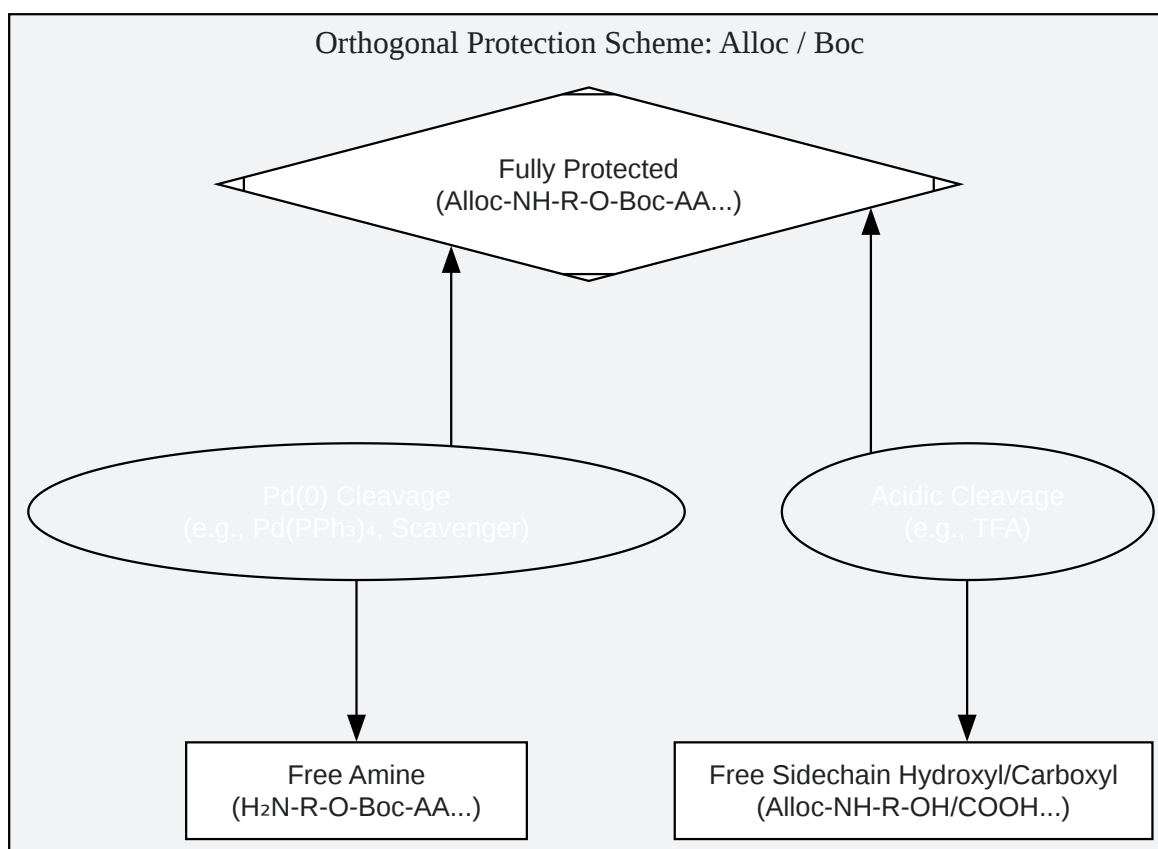 Orthogonal Protection Scheme: Alloc / Boc
Fully Protected
(Alloc-NH-R-O-Boc-AA...)
Pd(0) Cleavage
(e.g., Pd(PPh₃)₄, Scavenger)
Acidic Cleavage
(e.g., TFA)
Free Amine
(H₂N-R-O-Boc-AA...)
Free Sidechain Hydroxyl/Carboxyl
(Alloc-NH-R-OH/COOH...)